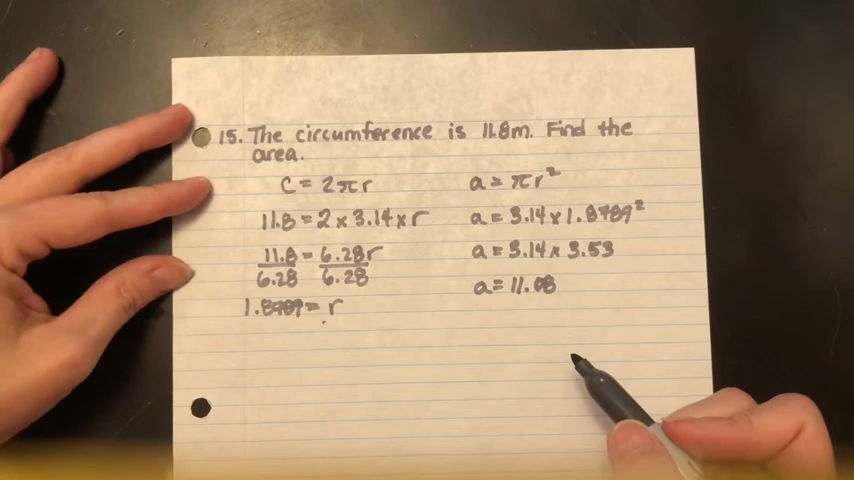 15. The circumference is 11.8m. Find the
area.
C = 2πr
11.8 = 2 x 3.14 x r
11.8 = 6.28r
6.28 6.28
1.8789 = r
a = πr²
a = 3.14 x 1.8789²
a = 3.14 x 3.53
a = 11.08